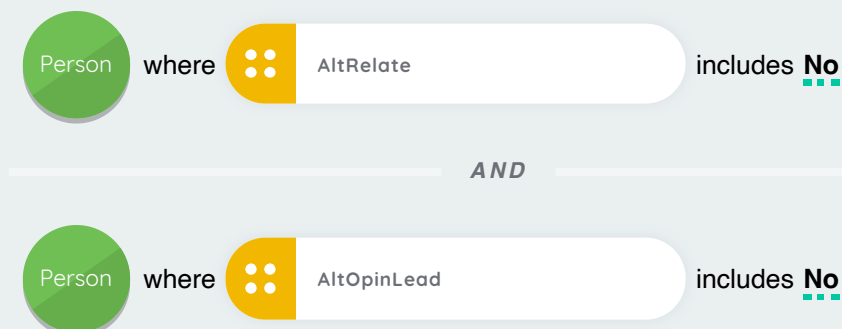 Person where AltRelate includes No
AND
Person where AltOpinLead includes No